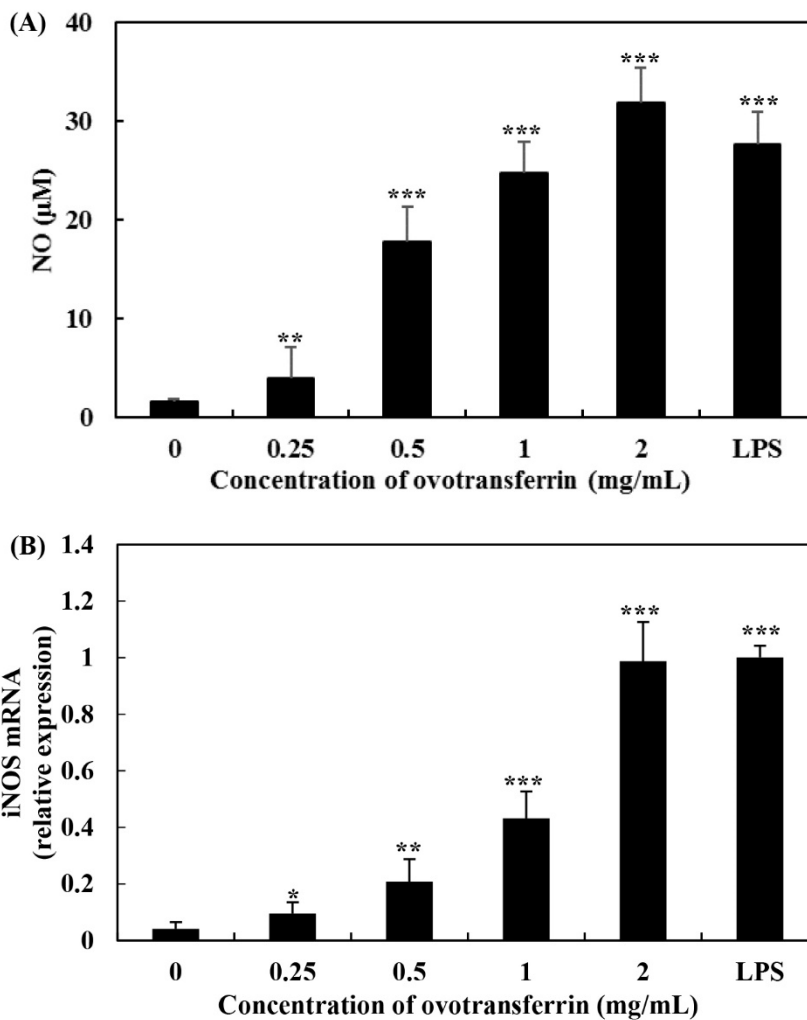 (A)
40
30
20
10
0
NO (μM)
**
***
***
***
***
0 0.25 0.5 1 2 LPS
Concentration of ovotransferrin (mg/mL)
(B)
1.4
1.2
1
0.8
0.6
0.4
0.2
0
iNOS mRNA
(relative expression)
*
**
***
***
***
0 0.25 0.5 1 2 LPS
Concentration of ovotransferrin (mg/mL)